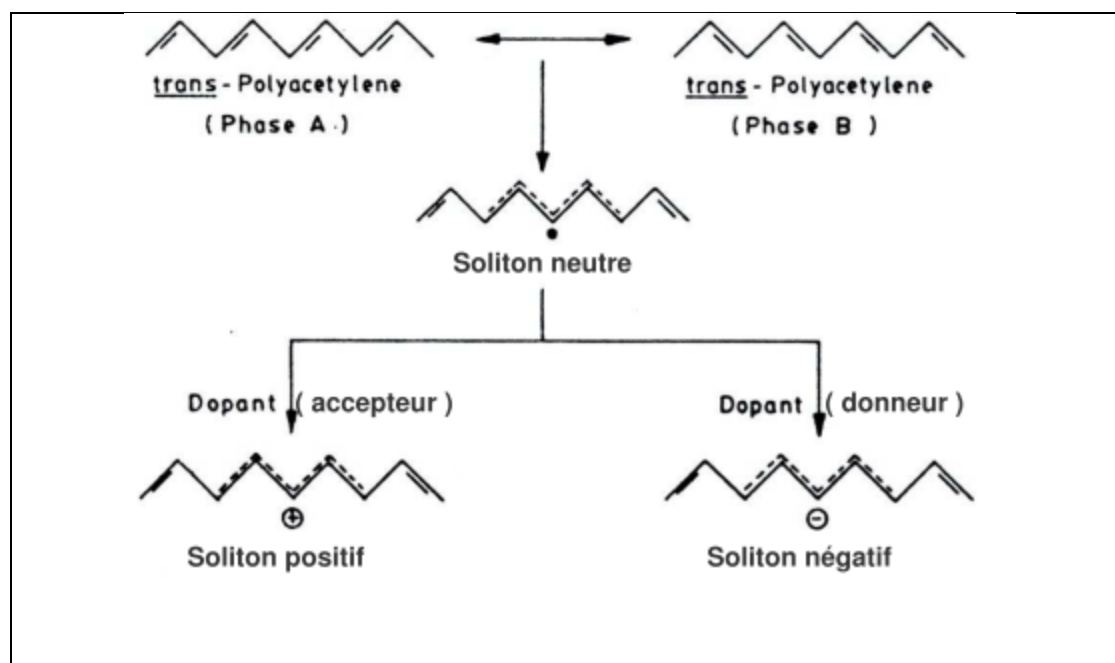 trans - Polyacetylene trans - Polyacetylene
( Phase A . ) ( Phase B )
Soliton neutre
Dopant ( accepteur ) Dopant ( donneur )
⊕ ⊖
Soliton positif Soliton négatif